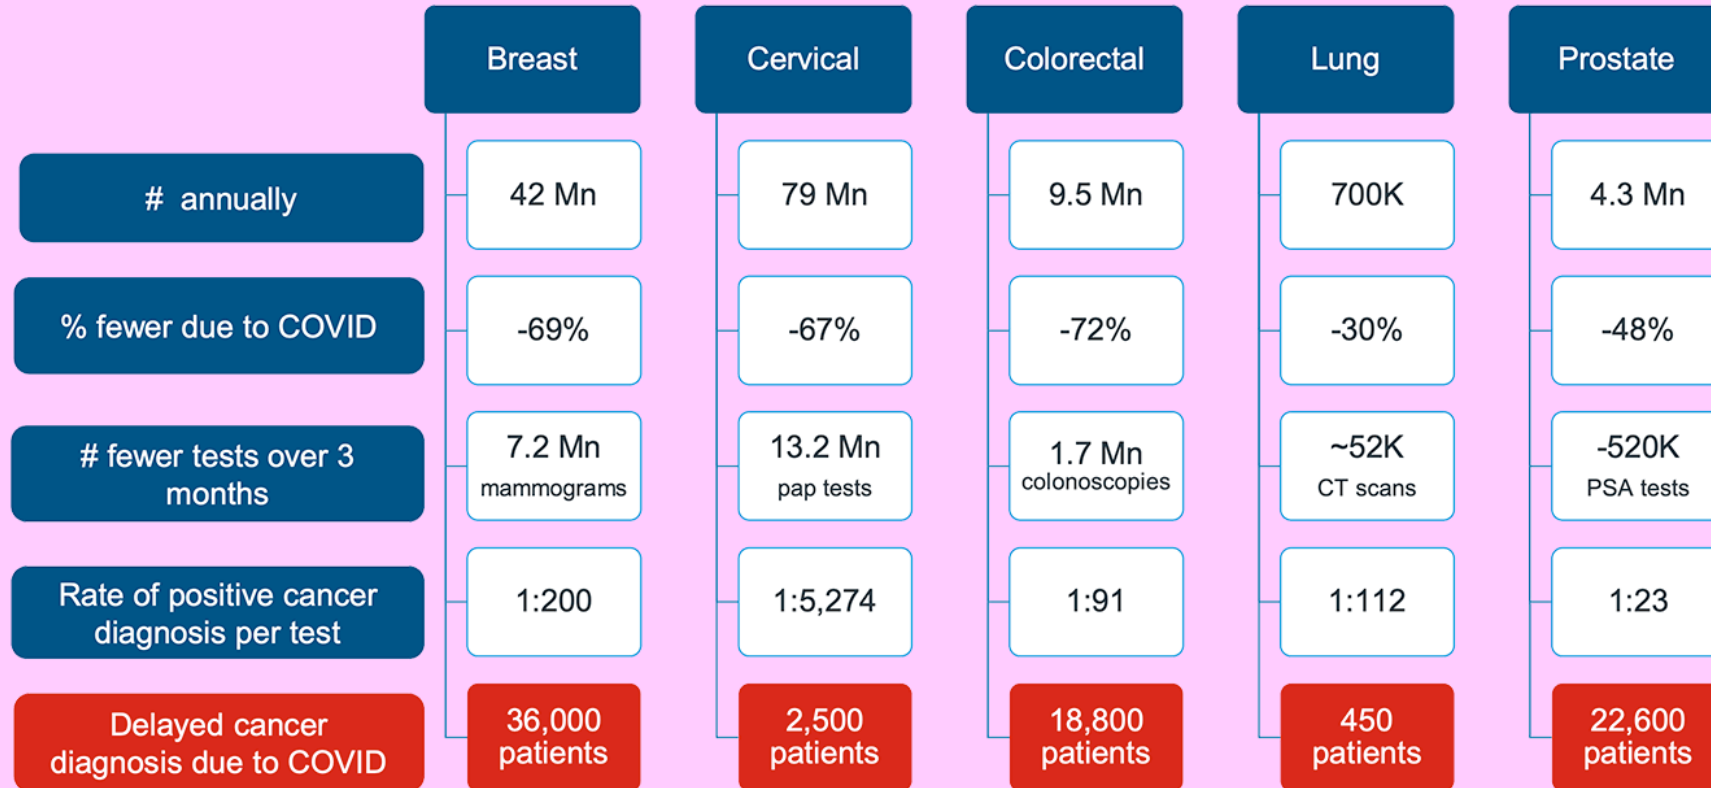 Breast
Cervical
Colorectal
Lung
Prostate
# annually
42 Mn
79 Mn
9.5 Mn
700K
4.3 Mn
% fewer due to COVID
-69%
-67%
-72%
-30%
-48%
# fewer tests over 3
months
7.2 Mn
mammograms
13.2 Mn
pap tests
1.7 Mn
colonoscopies
~52K
CT scans
-520K
PSA tests
Rate of positive cancer
diagnosis per test
1:200
1:5,274
1:91
1:112
1:23
Delayed cancer
diagnosis due to COVID
36,000
patients
2,500
patients
18,800
patients
450
patients
22,600
patients